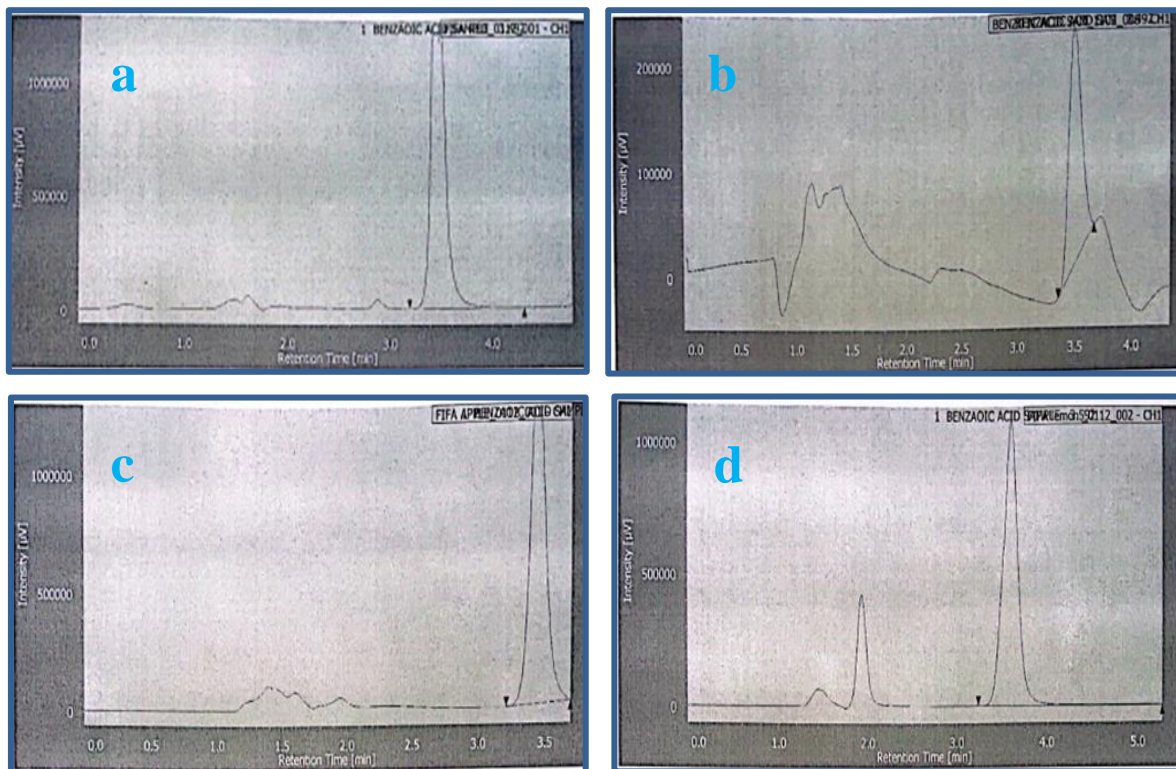 1 BENZAOIC ACID
- CH1
a
1000000
500000
0
Intensity [µV]
0.0 1.0 2.0 3.0 4.0
Retention Time [min]
b
200000
100000
0
Intensity [µV]
0.0 0.5 1.0 1.5 2.0 2.5 3.0 3.5 4.0
Retention Time [min]
FIFA
c
1000000
500000
0
Intensity [µV]
0.0 0.5 1.0 1.5 2.0 2.5 3.0 3.5
Retention Time [min]
1 BENZAOIC ACID
_002 - CH1
d
1000000
500000
0
Intensity [µV]
0.0 1.0 2.0 3.0 4.0 5.0
Retention Time [min]